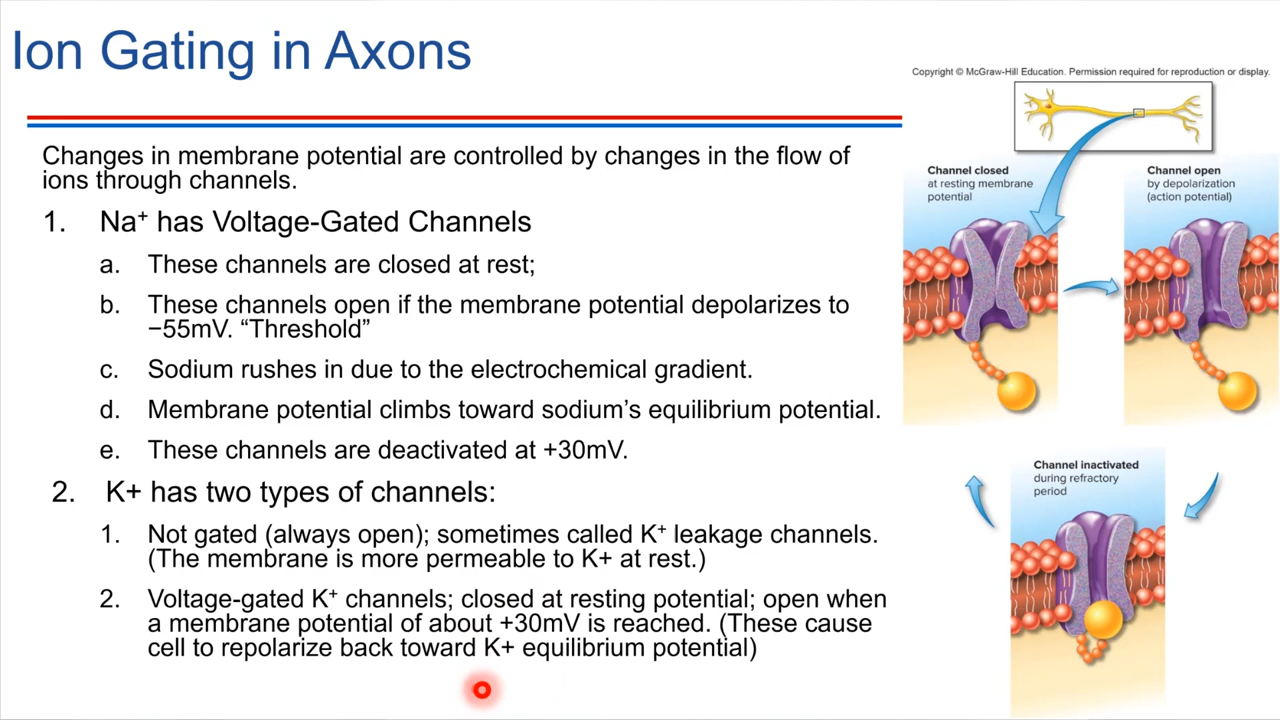 Ion Gating in Axons
Copyright © McGraw-Hill Education. Permission required for reproduction or display.
Changes in membrane potential are controlled by changes in the flow of
ions through channels.
1. Na⁺ has Voltage-Gated Channels
a. These channels are closed at rest;
b. These channels open if the membrane potential depolarizes to
−55mV. “Threshold”
c. Sodium rushes in due to the electrochemical gradient.
d. Membrane potential climbs toward sodium’s equilibrium potential.
e. These channels are deactivated at +30mV.
2. K+ has two types of channels:
1. Not gated (always open); sometimes called K⁺ leakage channels.
(The membrane is more permeable to K+ at rest.)
2. Voltage-gated K⁺ channels; closed at resting potential; open when
a membrane potential of about +30mV is reached. (These cause
cell to repolarize back toward K+ equilibrium potential)
Channel closed
at resting membrane
potential
Channel open
by depolarization
(action potential)
Channel inactivated
during refractory
period